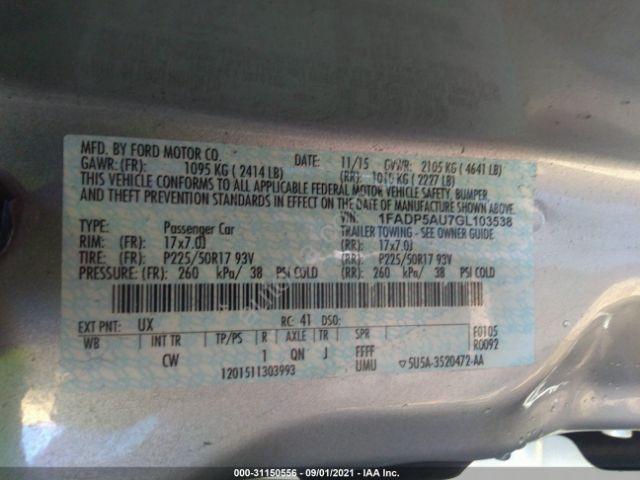 MFD. BY FORD MOTOR CO.
DATE: 11/15 GVWR: 2105 KG ( 4641 LB)
GAWR: (FR): 1095 KG ( 2414 LB) (RR): 1010 KG ( 2227 LB)
THIS VEHICLE CONFORMS TO ALL APPLICABLE FEDERAL MOTOR VEHICLE SAFETY, BUMPER,
AND THEFT PREVENTION STANDARDS IN EFFECT ON THE DATE OF MANUFACTURE SHOWN ABOVE.
VIN: 1FADP5AU7GL103538
TYPE: Passenger Car TRAILER TOWING - SEE OWNER GUIDE
RIM: (FR): 17x7.0J (RR): 17x7.0J
TIRE: (FR): P225/50R17 93V (RR): P225/50R17 93V
PRESSURE: (FR): 260 kPa/ 38 PSI COLD (RR): 260 kPa/ 38 PSI COLD
EXT PNT: UX RC: 41 DSO: F0105
WB INT TR TP/PS R AXLE TR SPR R0092
CW 1 QN J FFFF
1201511303993 UMU 5U5A-3520472-AA
000-31150556 - 09/01/2021 - IAA Inc.